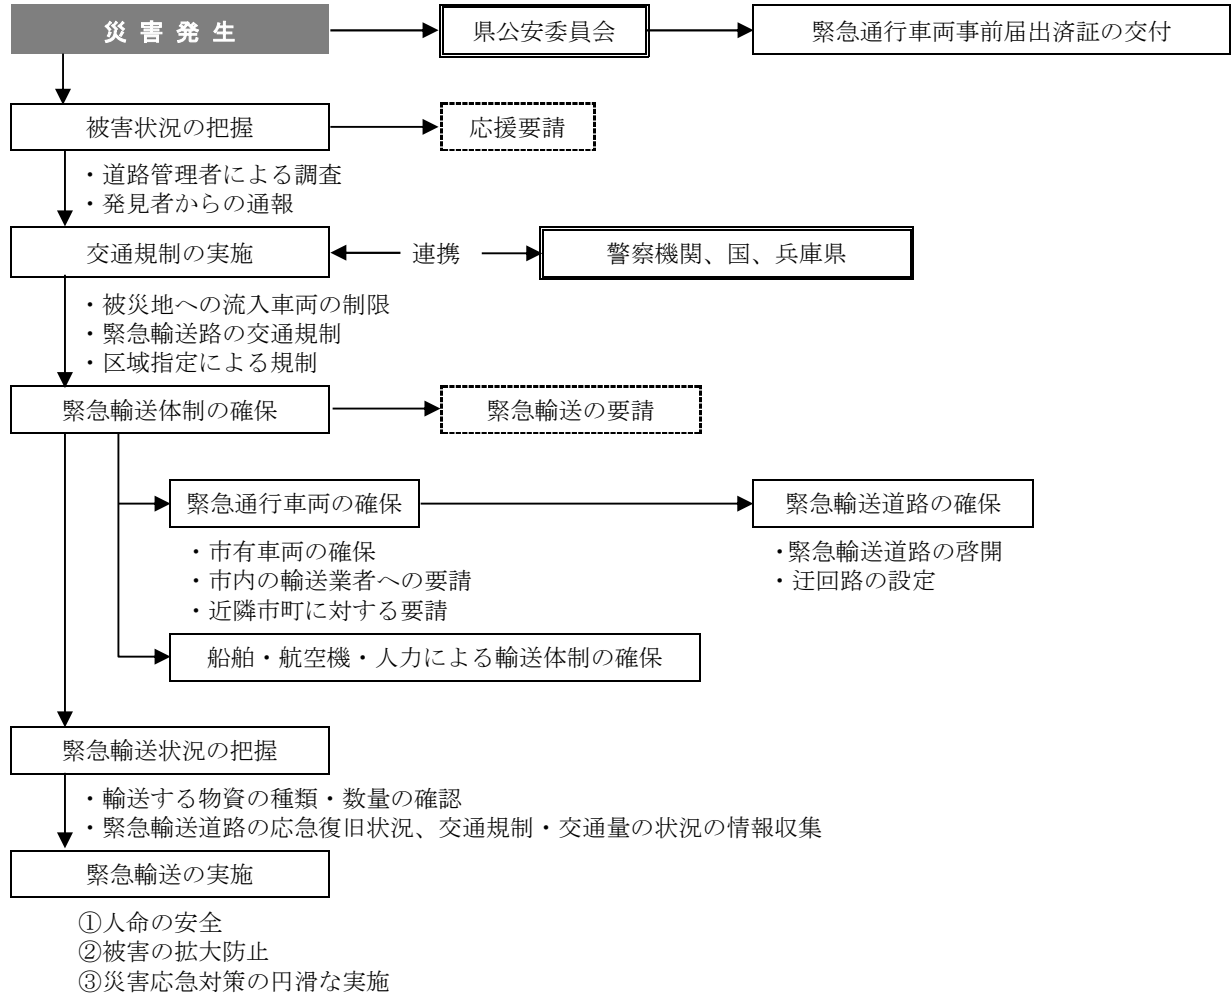 災 害 発 生
県公安委員会
緊急通行車両事前届出済証の交付
被害状況の把握
応援要請
・道路管理者による調査
・発見者からの通報
交通規制の実施
連携
警察機関、国、兵庫県
・被災地への流入車両の制限
・緊急輸送路の交通規制
・区域指定による規制
緊急輸送体制の確保
緊急輸送の要請
緊急通行車両の確保
緊急輸送道路の確保
・市有車両の確保
・市内の輸送業者への要請
・近隣市町に対する要請
・緊急輸送道路の啓開
・迂回路の設定
船舶・航空機・人力による輸送体制の確保
緊急輸送状況の把握
・輸送する物資の種類・数量の確認
・緊急輸送道路の応急復旧状況、交通規制・交通量の状況の情報収集
緊急輸送の実施
①人命の安全
②被害の拡大防止
③災害応急対策の円滑な実施